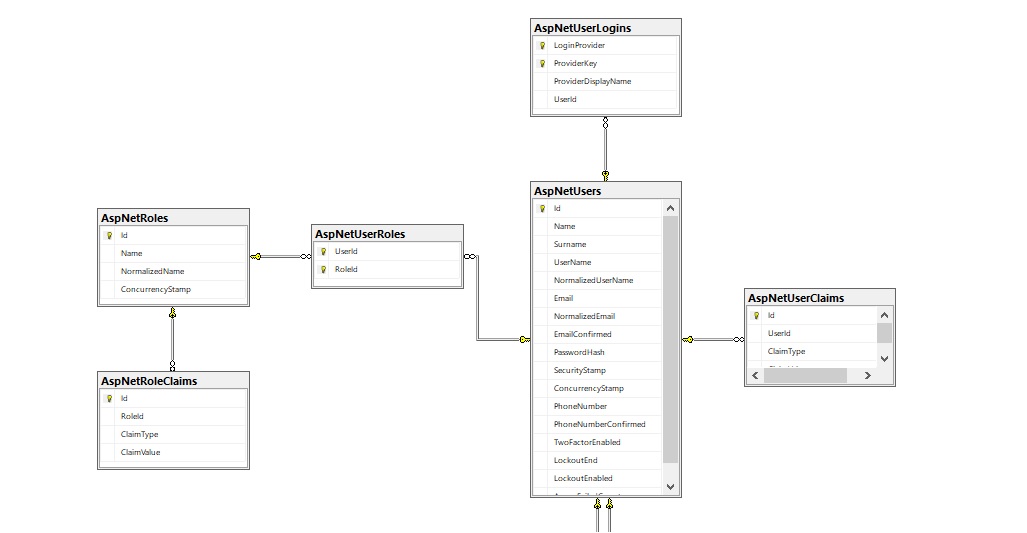 AspNetUserLogins
LoginProvider
ProviderKey
ProviderDisplayName
UserId
AspNetUsers
Id
Name
Surname
UserName
NormalizedUserName
Email
NormalizedEmail
EmailConfirmed
PasswordHash
SecurityStamp
ConcurrencyStamp
PhoneNumber
PhoneNumberConfirmed
TwoFactorEnabled
LockoutEnd
LockoutEnabled
AspNetRoles
Id
Name
NormalizedName
ConcurrencyStamp
AspNetUserRoles
UserId
RoleId
AspNetUserClaims
Id
UserId
ClaimType
AspNetRoleClaims
Id
RoleId
ClaimType
ClaimValue